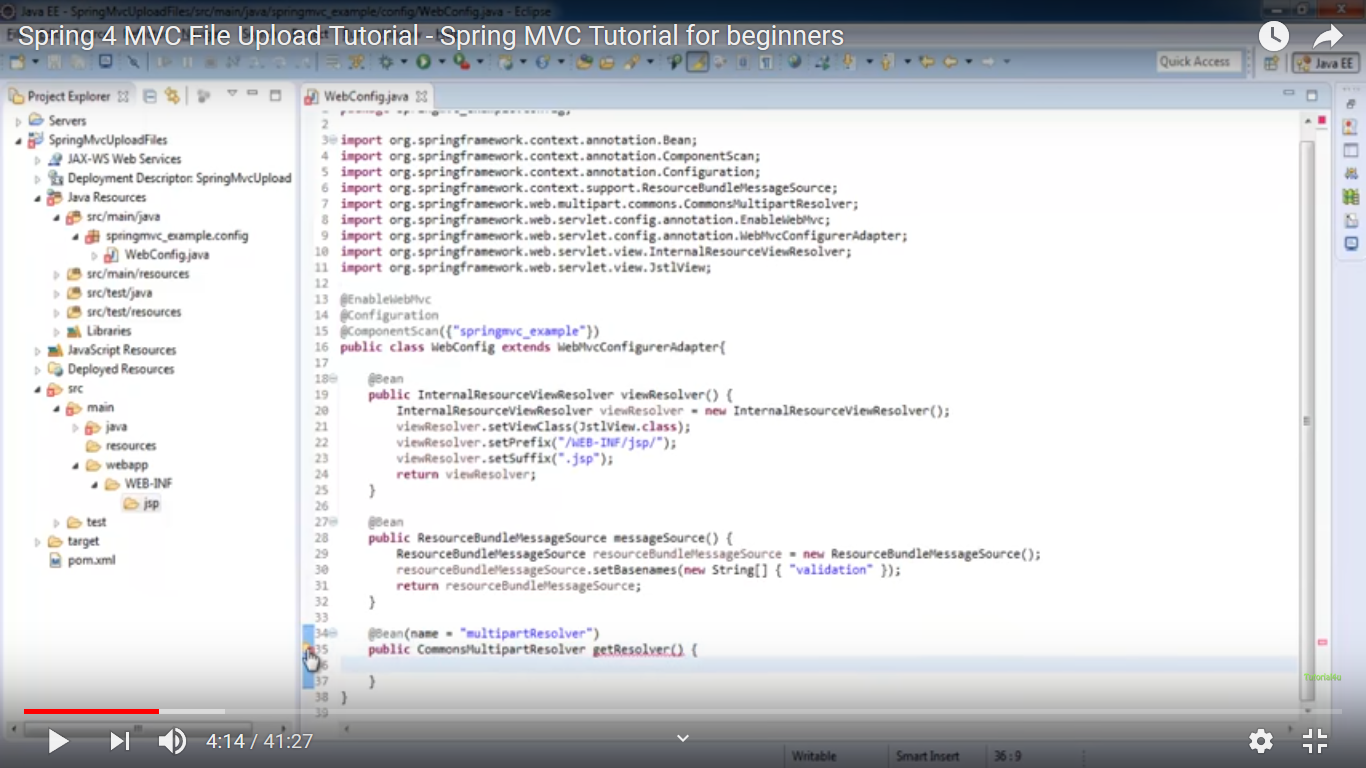 Java EE - SpringMvcUploadFiles/src/main/java/springmvc_example/config/WebConfig.java - Eclipse
Spring 4 MVC File Upload Tutorial - Spring MVC Tutorial for beginners
Quick Access
Java EE
Project Explorer
WebConfig.java
Servers
SpringMvcUploadFiles
JAX-WS Web Services
Deployment Descriptor: SpringMvcUpload
Java Resources
src/main/java
springmvc_example.config
WebConfig.java
src/main/resources
src/test/java
src/test/resources
Libraries
JavaScript Resources
Deployed Resources
src
main
java
resources
webapp
WEB-INF
jsp
test
target
pom.xml
2
3 import org.springframework.context.annotation.Bean;
4 import org.springframework.context.annotation.ComponentScan;
5 import org.springframework.context.annotation.Configuration;
6 import org.springframework.context.support.ResourceBundleMessageSource;
7 import org.springframework.web.multipart.commons.CommonsMultipartResolver;
8 import org.springframework.web.servlet.config.annotation.EnableWebMvc;
9 import org.springframework.web.servlet.config.annotation.WebMvcConfigurerAdapter;
10 import org.springframework.web.servlet.view.InternalResourceViewResolver;
11 import org.springframework.web.servlet.view.JstlView;
12
13 @EnableWebMvc
14 @Configuration
15 @ComponentScan({"springmvc_example"})
16 public class WebConfig extends WebMvcConfigurerAdapter{
17
18 @Bean
19 public InternalResourceViewResolver viewResolver() {
20 InternalResourceViewResolver viewResolver = new InternalResourceViewResolver();
21 viewResolver.setViewClass(JstlView.class);
22 viewResolver.setPrefix("/WEB-INF/jsp/");
23 viewResolver.setSuffix(".jsp");
24 return viewResolver;
25 }
26
27 @Bean
28 public ResourceBundleMessageSource messageSource() {
29 ResourceBundleMessageSource resourceBundleMessageSource = new ResourceBundleMessageSource();
30 resourceBundleMessageSource.setBasenames(new String[] { "validation" });
31 return resourceBundleMessageSource;
32 }
33
34 @Bean(name = "multipartResolver")
35 public CommonsMultipartResolver getResolver() {
37 }
38 }
39
Tutorial4u
4:14 / 41:27
Writable
Smart Insert
36 : 9